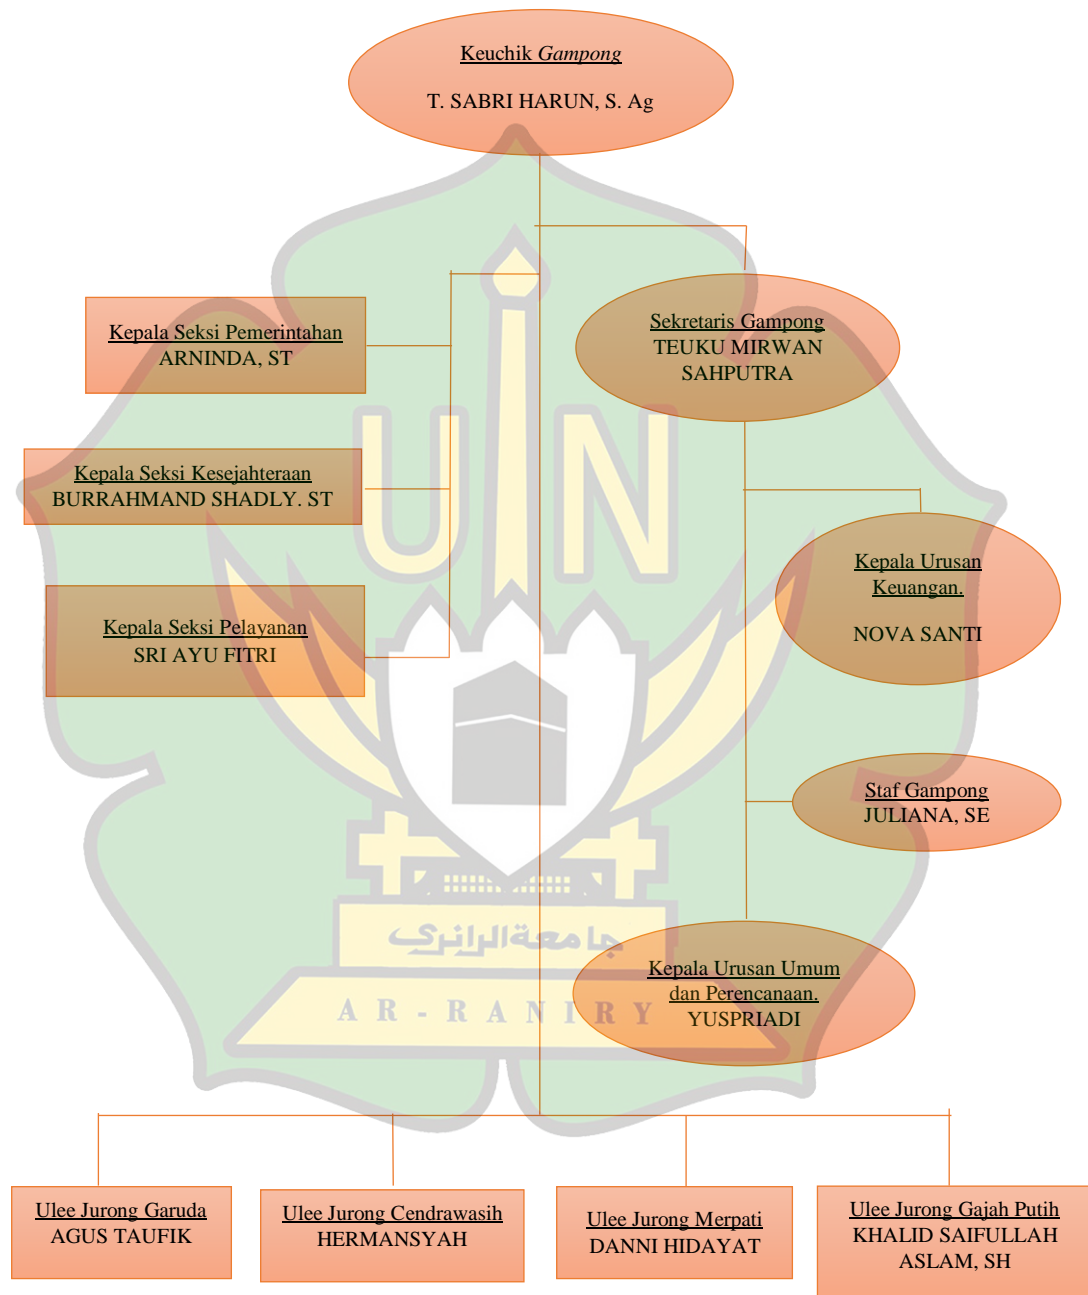 Keuchik Gampong
T. SABRI HARUN, S. Ag
Kepala Seksi Pemerintahan
ARNINDA, ST
Sekretaris Gampong
TEUKU MIRWAN
SAHPUTRA
UIN
Kepala Seksi Kesejahteraan
BURRAHMAND SHADLY. ST
Kepala Urusan
Keuangan.
NOVA SANTI
Kepala Seksi Pelayanan
SRI AYU FITRI
Staf Gampong
JULIANA, SE
جامعة الرانري
Kepala Urusan Umum
dan Perencanaan.
YUSPRIADI
AR-RANIRY
Ulee Jurong Garuda
AGUS TAUFIK
Ulee Jurong Cendrawasih
HERMANSYAH
Ulee Jurong Merpati
DANNI HIDAYAT
Ulee Jurong Gajah Putih
KHALID SAIFULLAH
ASLAM, SH